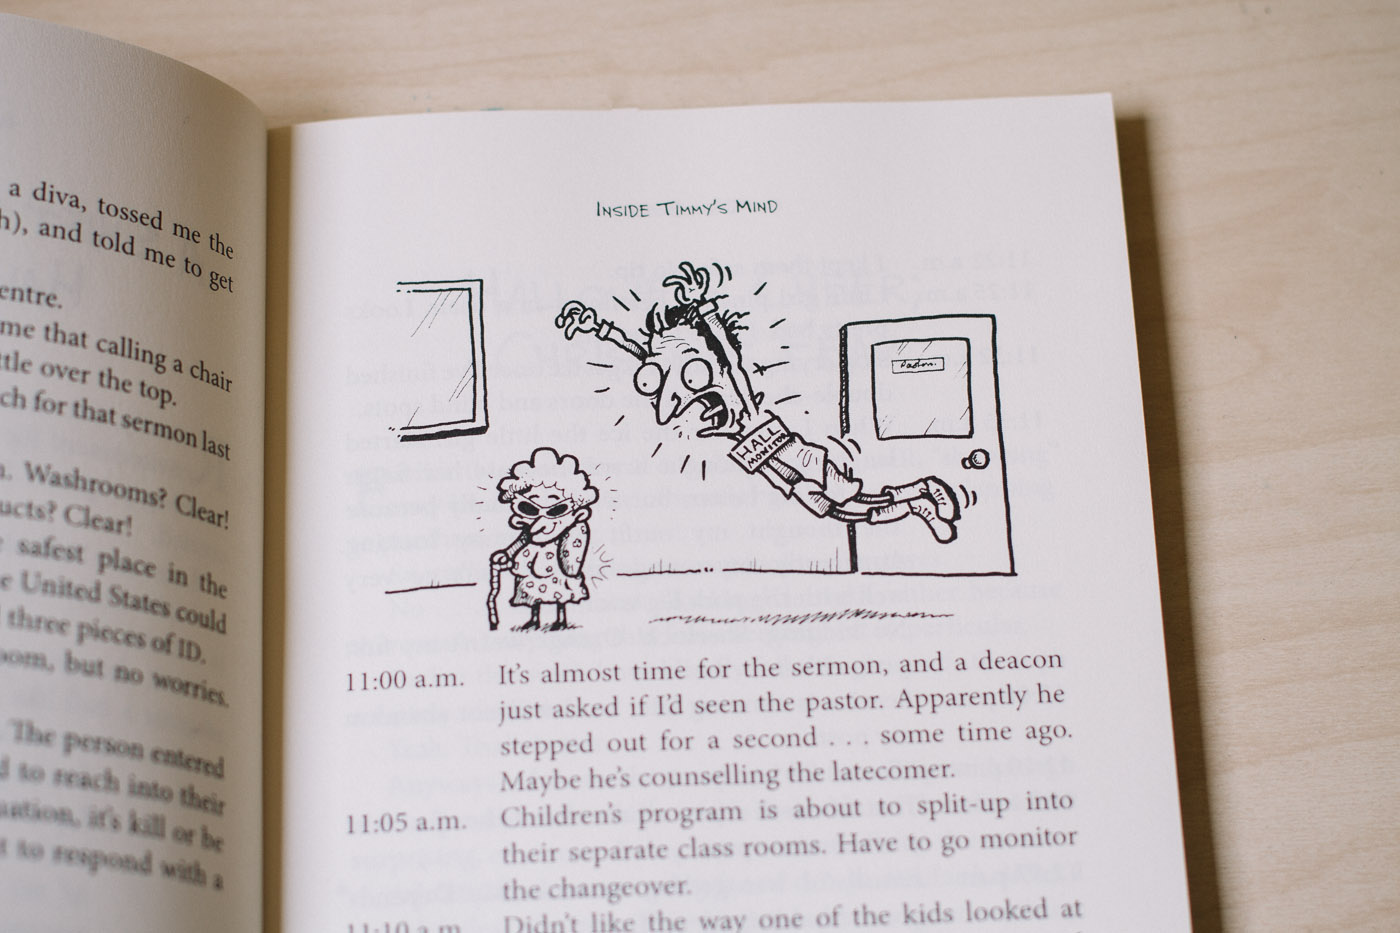 a diva, tossed me the
h), and told me to get
entre.
me that calling a chair
ttle over the top.
ch for that sermon last
Washrooms? Clear!
ucts? Clear!
safest place in the
e United States could
three pieces of ID.
oom, but no worries.
The person entered
to reach into their
it's kill or be
to respond with a
INSIDE TIMMY'S MIND
HALL
MONITOR
Pastor
11:00 a.m. It's almost time for the sermon, and a deacon
just asked if I'd seen the pastor. Apparently he
stepped out for a second . . . some time ago.
Maybe he's counselling the latecomer.
11:05 a.m. Children's program is about to split-up into
their separate class rooms. Have to go monitor
the changeover.
11:10 a.m. Didn't like the way one of the kids looked at